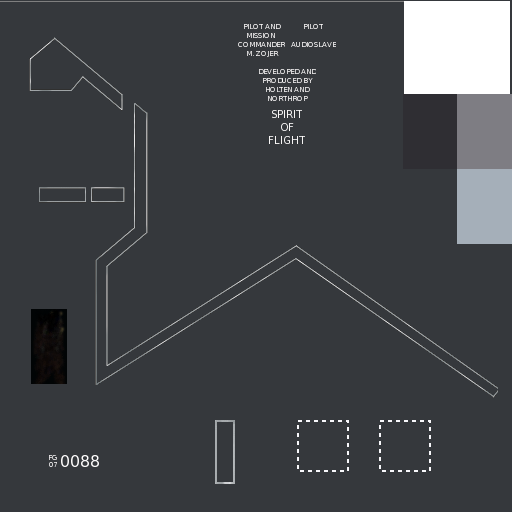 PILOT AND
MISSION
COMMANDER
M. ZOJER
PILOT
AUDIOSLAVE
DEVELOPED AND
PRODUCED BY
HOLTEN AND
NORTHROP
SPIRIT
OF
FLIGHT
FG
07
0088